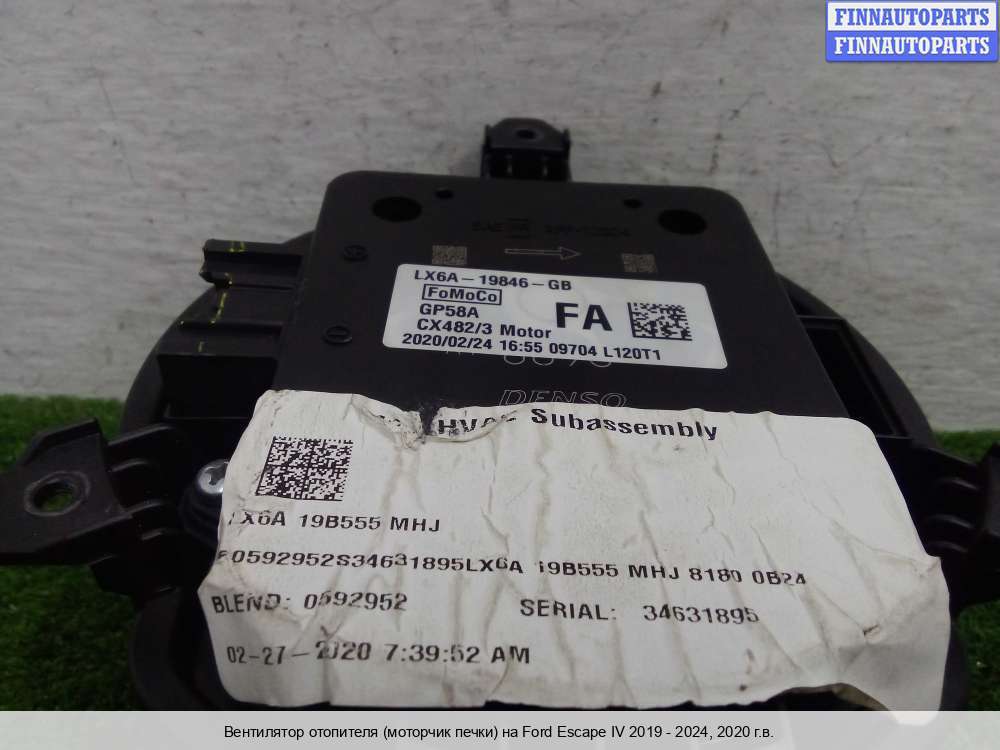 FINNAUTOPARTS
FINNAUTOPARTS
LX6A-19846-GB
FoMoCo
GP58A
FA
CX482/3 Motor
2020/02/24 16:55 09704 L120T1
DENSO
Subassembly
LX6A 19B555 MHJ
0592952S34631895LX6A 19B555 MHJ 8180 0B24
BLEND: 0592952 SERIAL: 34631895
02-27-2020 7:39:52 AM
Вентилятор отопителя (моторчик печки) на Ford Escape IV 2019 - 2024, 2020 г.в.